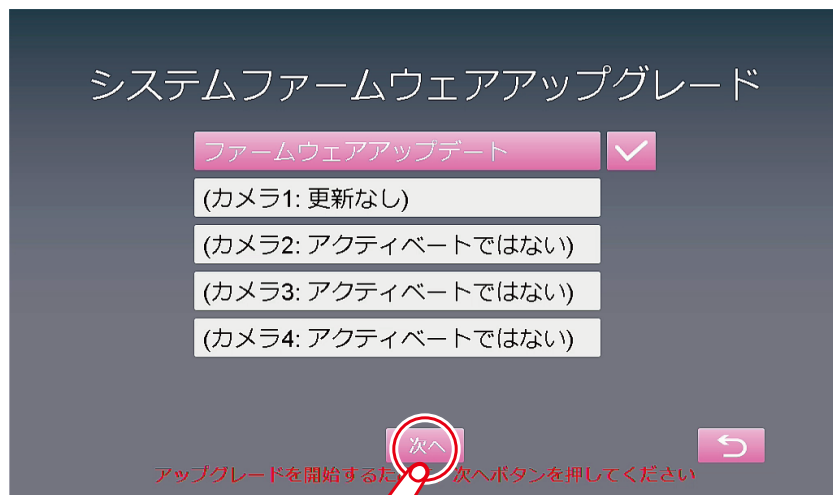 システムファームウェアアップグレード
ファームウェアアップデート
(カメラ1: 更新なし)
(カメラ2: アクティベートではない)
(カメラ3: アクティベートではない)
(カメラ4: アクティベートではない)
次へ
アップグレードを開始するた 次へボタンを押してください